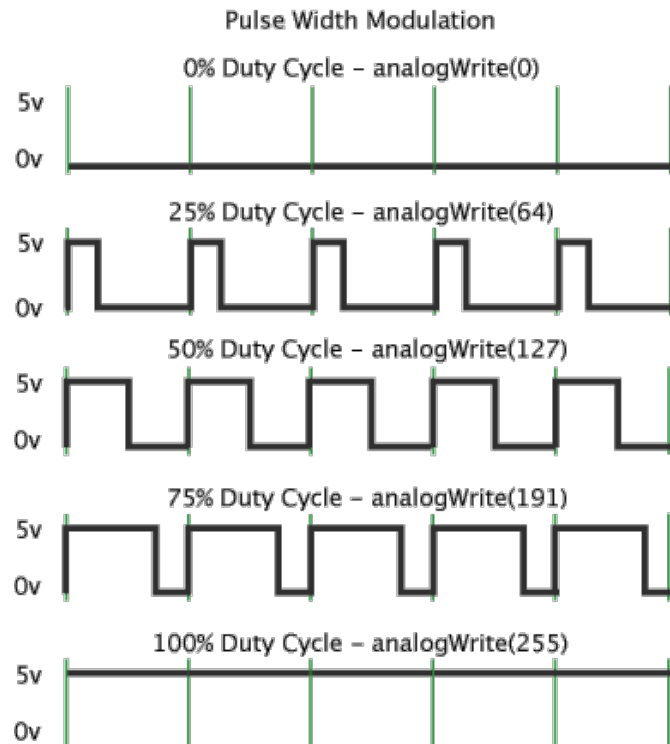 Pulse Width Modulation
0% Duty Cycle – analogWrite(0)
5v
0v
25% Duty Cycle – analogWrite(64)
5v
0v
50% Duty Cycle – analogWrite(127)
5v
0v
75% Duty Cycle – analogWrite(191)
5v
0v
100% Duty Cycle – analogWrite(255)
5v
0v